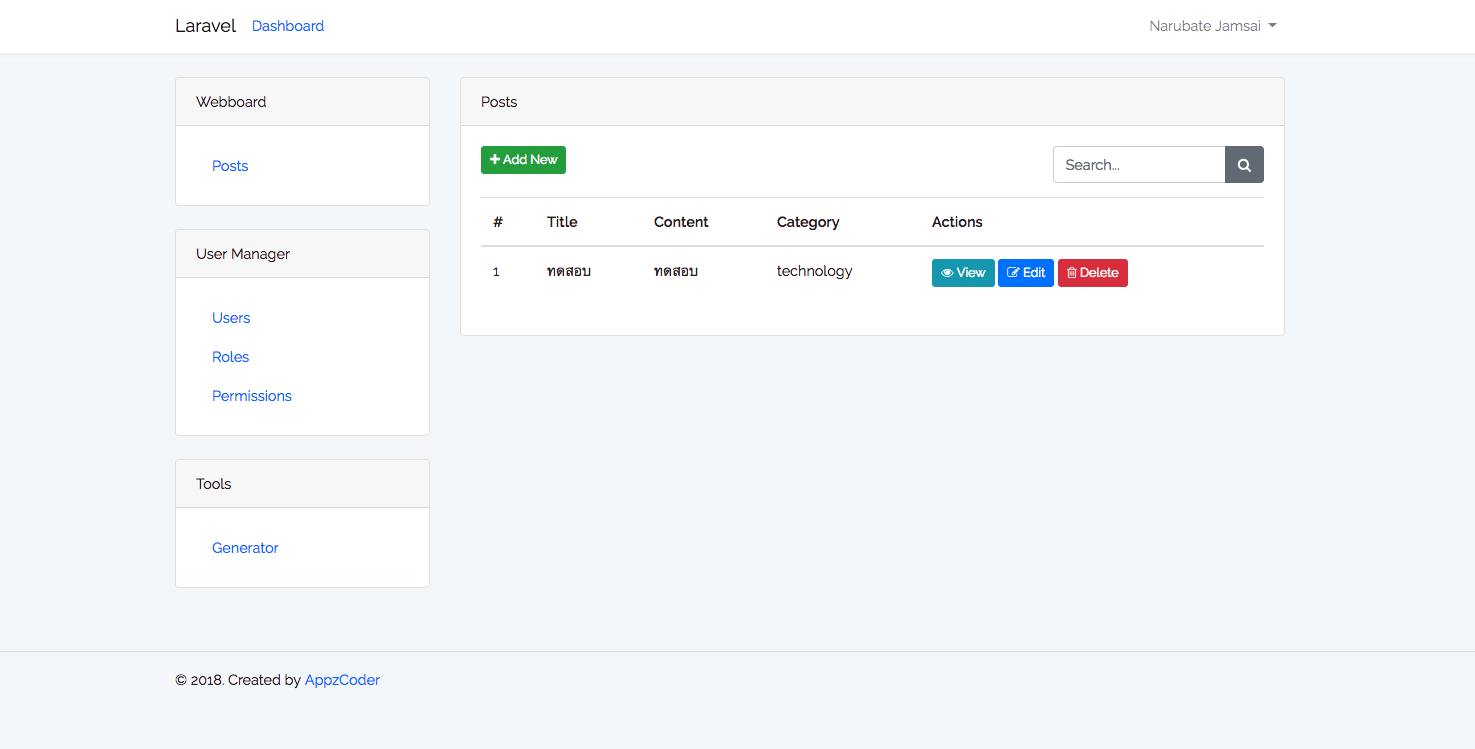 Laravel Dashboard Narubate Jamsai
Webboard
Posts
User Manager
Users
Roles
Permissions
Tools
Generator
Posts
Add New
Search...
# Title Content Category Actions
1 ทดสอบ ทดสอบ technology View Edit Delete
© 2018. Created by AppzCoder